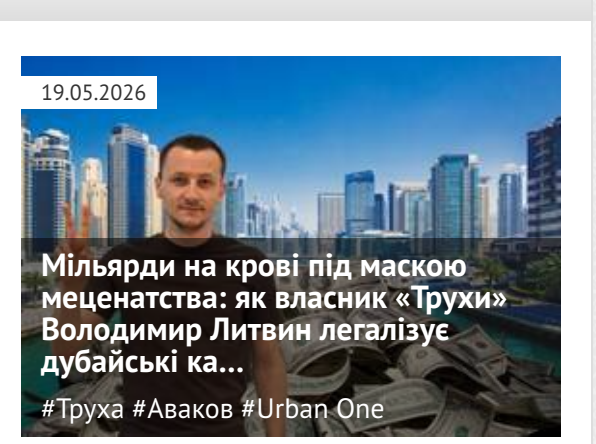 19.05.2026
Мільярди на крові під маскою
меценатства: як власник «Трухи»
Володимир Литвин легалізує
дубайські ка...
#Труха #Аваков #Urban One